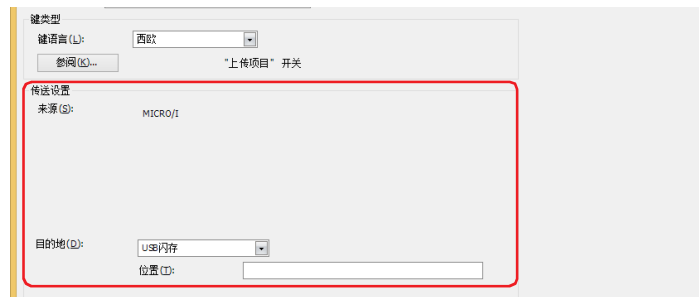 键类型
键语言(L): 西欧
参阅(K)... "上传项目" 开关
传送设置
来源(S): MICRO/I
目的地(D): USB闪存
位置(T):